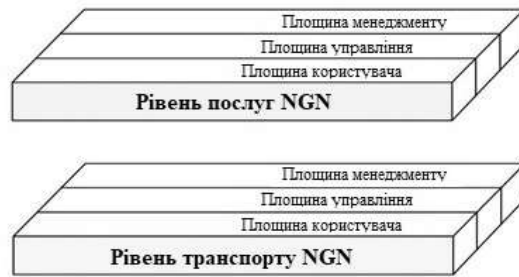 Площина менеджменту
Площина управління
Площина користувача
Рівень послуг NGN
Площина менеджменту
Площина управління
Площина користувача
Рівень транспорту NGN